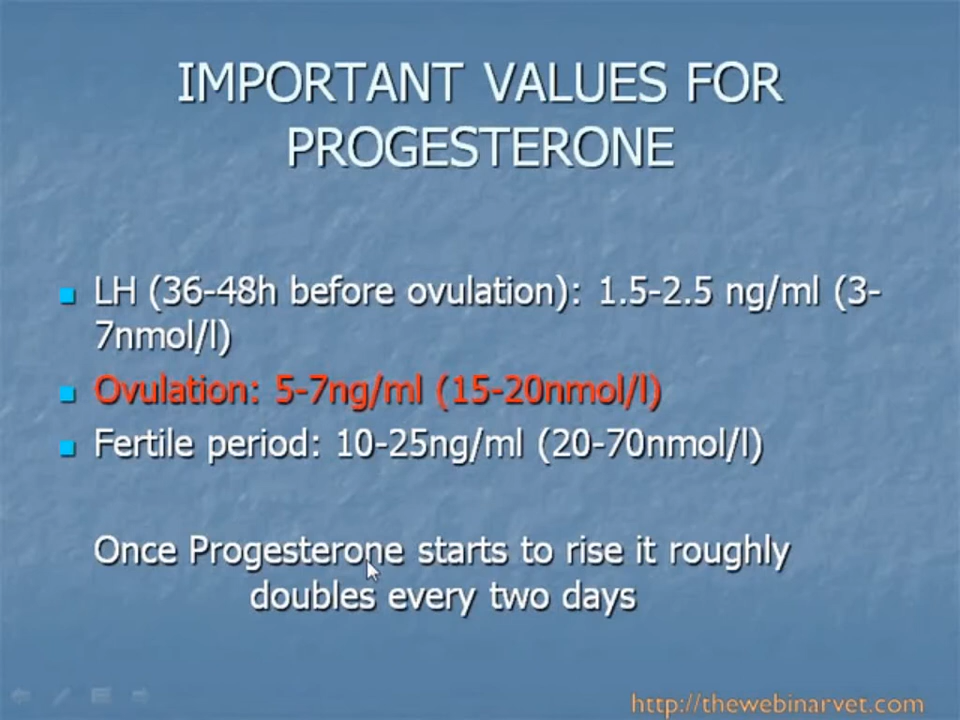 IMPORTANT VALUES FOR
PROGESTERONE
LH (36-48h before ovulation): 1.5-2.5 ng/ml (3-
7nmol/l)
Ovulation: 5-7ng/ml (15-20nmol/l)
Fertile period: 10-25ng/ml (20-70nmol/l)
Once Progesterone starts to rise it roughly
doubles every two days
http://thewebinarvet.com